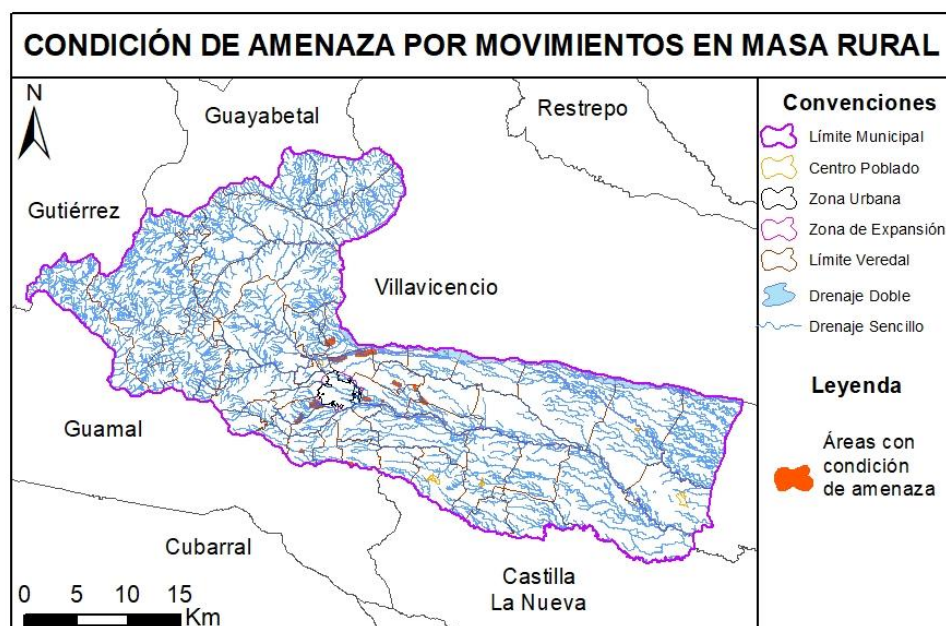 CONDICIÓN DE AMENAZA POR MOVIMIENTOS EN MASA RURAL
N
Guayabetal
Restrepo
Gutiérrez
Villavicencio
Guamal
Cubarral
Castilla
La Nueva
0 5 10 15
Km
Convenciones
Límite Municipal
Centro Poblado
Zona Urbana
Zona de Expansión
Límite Veredal
Drenaje Doble
Drenaje Sencillo
Leyenda
Áreas con
condición
de amenaza